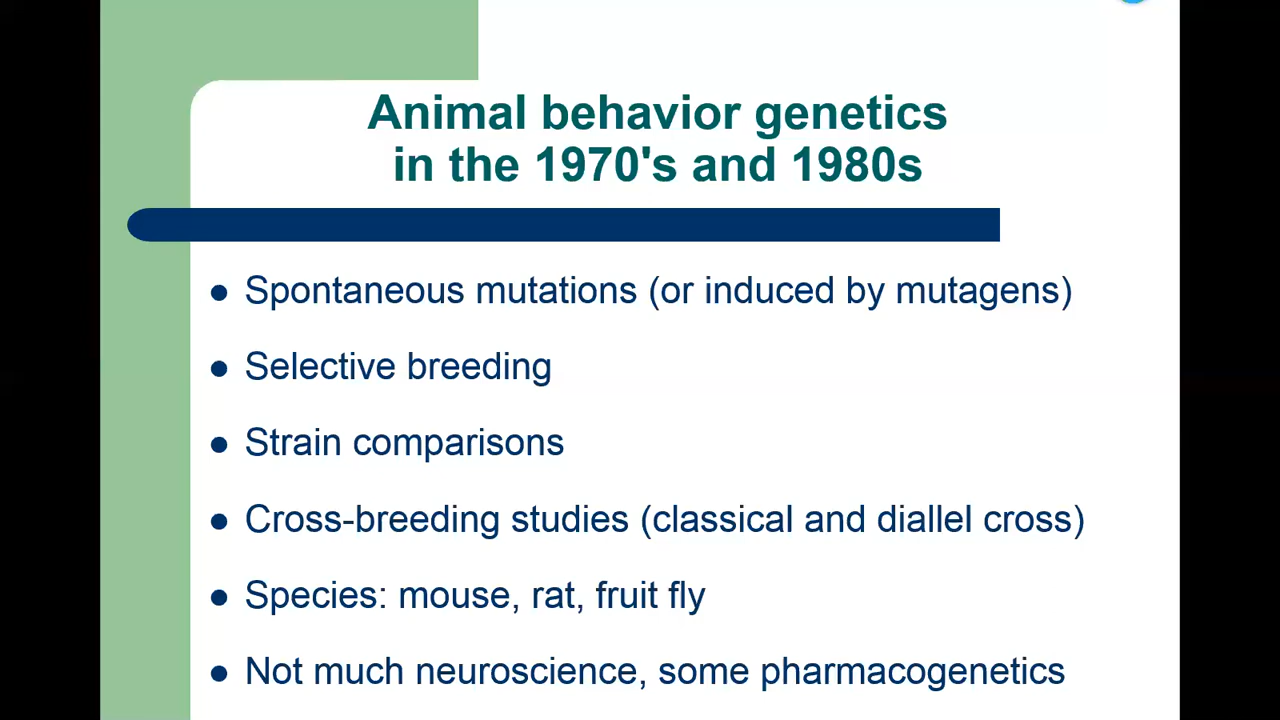 Animal behavior genetics
in the 1970's and 1980s
● Spontaneous mutations (or induced by mutagens)
● Selective breeding
● Strain comparisons
● Cross-breeding studies (classical and diallel cross)
● Species: mouse, rat, fruit fly
● Not much neuroscience, some pharmacogenetics